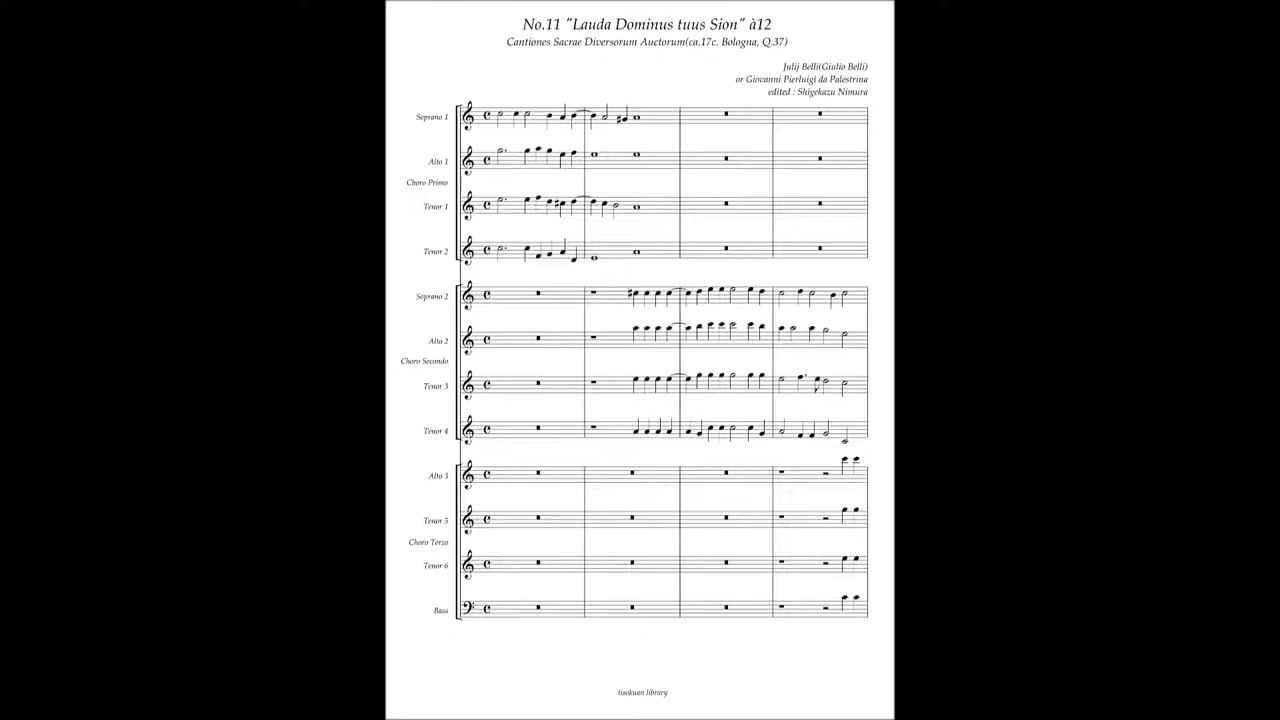 No.11 "Lauda Dominus tuus Sion" à12
Cantiones Sacrae Diversorum Auctorum(ca.17c. Bologna, Q.37)
Julij Belli(Giulio Belli)
or Giovanni Pierluigi da Palestrina
edited : Shigekazu Nimura
Soprano 1
Alto 1
Choro Primo
Tenor 1
Tenor 2
Soprano 2
Alto 2
Choro Secondo
Tenor 3
Tenor 4
Alto 3
Tenor 5
Choro Terzo
Tenor 6
Bass
tisokuan library